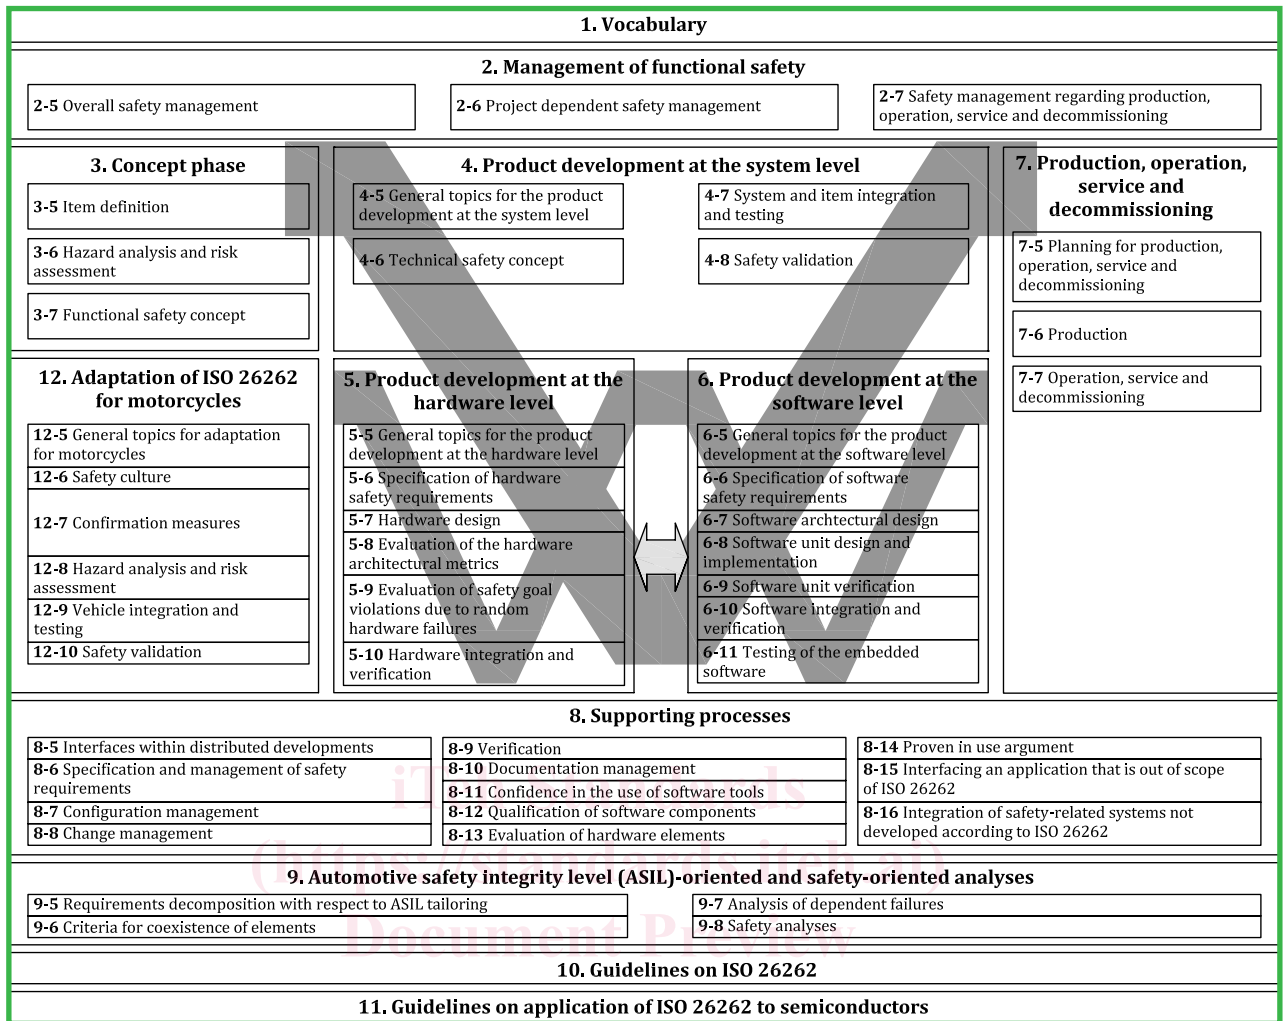 1. Vocabulary
2. Management of functional safety
2-5 Overall safety management
2-6 Project dependent safety management
2-7 Safety management regarding production,
operation, service and decommissioning
3. Concept phase
3-5 Item definition
3-6 Hazard analysis and risk
assessment
3-7 Functional safety concept
4. Product development at the system level
4-5 General topics for the product
development at the system level
4-6 Technical safety concept
4-7 System and item integration
and testing
4-8 Safety validation
7. Production, operation,
service and
decommissioning
7-5 Planning for production,
operation, service and
decommissioning
7-6 Production
7-7 Operation, service and
decommissioning
12. Adaptation of ISO 26262
for motorcycles
12-5 General topics for adaptation
for motorcycles
12-6 Safety culture
12-7 Confirmation measures
12-8 Hazard analysis and risk
assessment
12-9 Vehicle integration and
testing
12-10 Safety validation
5. Product development at the
hardware level
5-5 General topics for the product
development at the hardware level
5-6 Specification of hardware
safety requirements
5-7 Hardware design
5-8 Evaluation of the hardware
architectural metrics
5-9 Evaluation of safety goal
violations due to random
hardware failures
5-10 Hardware integration and
verification
6. Product development at the
software level
6-5 General topics for the product
development at the software level
6-6 Specification of software
safety requirements
6-7 Software archtectural design
6-8 Software unit design and
implementation
6-9 Software unit verification
6-10 Software integration and
verification
6-11 Testing of the embedded
software
8. Supporting processes
8-5 Interfaces within distributed developments
8-6 Specification and management of safety
requirements
8-7 Configuration management
8-8 Change management
8-9 Verification
8-10 Documentation management
8-11 Confidence in the use of software tools
8-12 Qualification of software components
8-13 Evaluation of hardware elements
8-14 Proven in use argument
8-15 Interfacing an application that is out of scope
of ISO 26262
8-16 Integration of safety-related systems not
developed according to ISO 26262
iTeh Standards
(https://standards.iteh.ai)
Document Preview
9. Automotive safety integrity level (ASIL)-oriented and safety-oriented analyses
9-5 Requirements decomposition with respect to ASIL tailoring
9-6 Criteria for coexistence of elements
9-7 Analysis of dependent failures
9-8 Safety analyses
10. Guidelines on ISO 26262
11. Guidelines on application of ISO 26262 to semiconductors